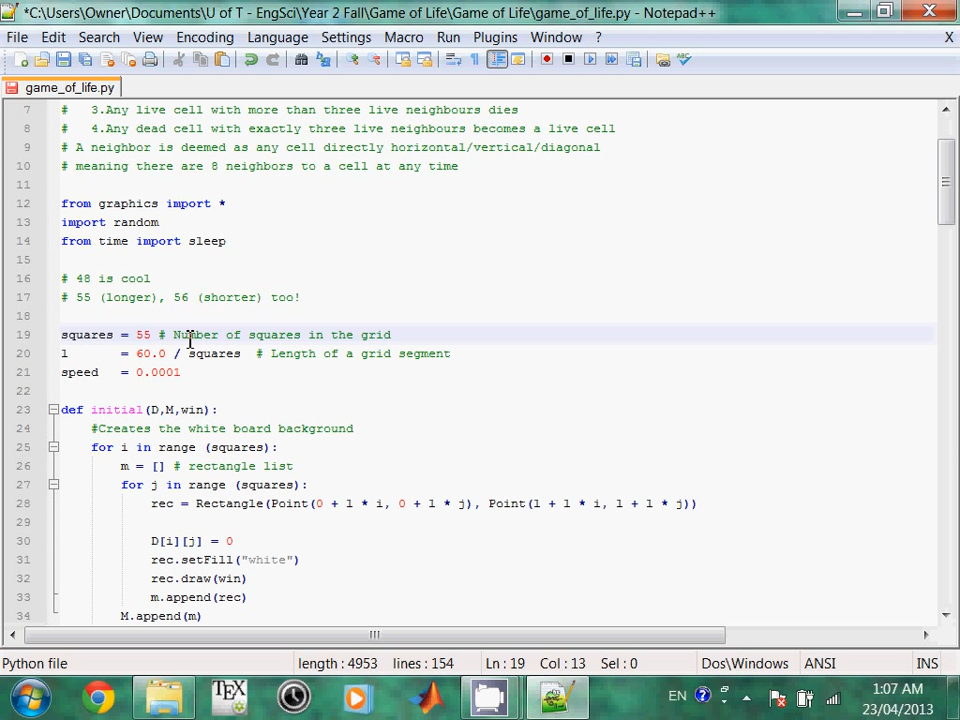 *C:\Users\Owner\Documents\U of T - EngSci\Year 2 Fall\Game of Life\Game of Life\game_of_life.py - Notepad++
File Edit Search View Encoding Language Settings Macro Run Plugins Window ? X
game_of_life.py
7 # 3.Any live cell with more than three live neighbours dies
8 # 4.Any dead cell with exactly three live neighbours becomes a live cell
9 # A neighbor is deemed as any cell directly horizontal/vertical/diagonal
10 # meaning there are 8 neighbors to a cell at any time
11
12 from graphics import *
13 import random
14 from time import sleep
15
16 # 48 is cool
17 # 55 (longer), 56 (shorter) too!
18
19 squares = 55 # Number of squares in the grid
20 l = 60.0 / squares # Length of a grid segment
21 speed = 0.0001
22
23 def initial(D,M,win):
24 #Creates the white board background
25 for i in range (squares):
26 m = [] # rectangle list
27 for j in range (squares):
28 rec = Rectangle(Point(0 + l * i, 0 + l * j), Point(l + l * i, l + l * j))
29
30 D[i][j] = 0
31 rec.setFill("white")
32 rec.draw(win)
33 m.append(rec)
34 M.append(m)
Python file length : 4953 lines : 154 Ln : 19 Col : 13 Sel : 0 Dos\Windows ANSI INS
TEX EN ? 1:07 AM
23/04/2013